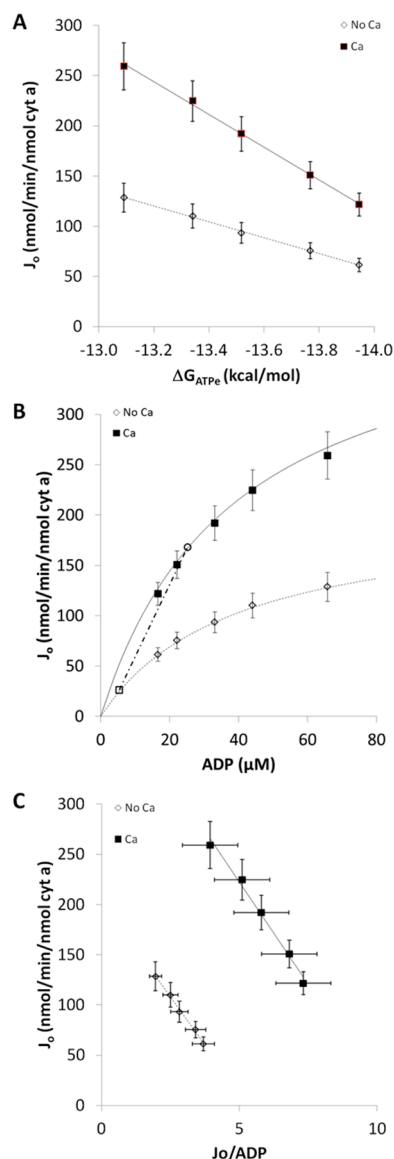 A
No Ca
Ca
300
250
200
150
100
50
0
Jo (nmol/min/nmol cyt a)
-13.0 -13.2 -13.4 -13.6 -13.8 -14.0
ΔGATPe (kcal/mol)
B
No Ca
Ca
300
250
200
150
100
50
0
Jo (nmol/min/nmol cyt a)
0 20 40 60 80
ADP (µM)
C
No Ca
Ca
300
250
200
150
100
50
0
Jo (nmol/min/nmol cyt a)
0 5 10
Jo/ADP